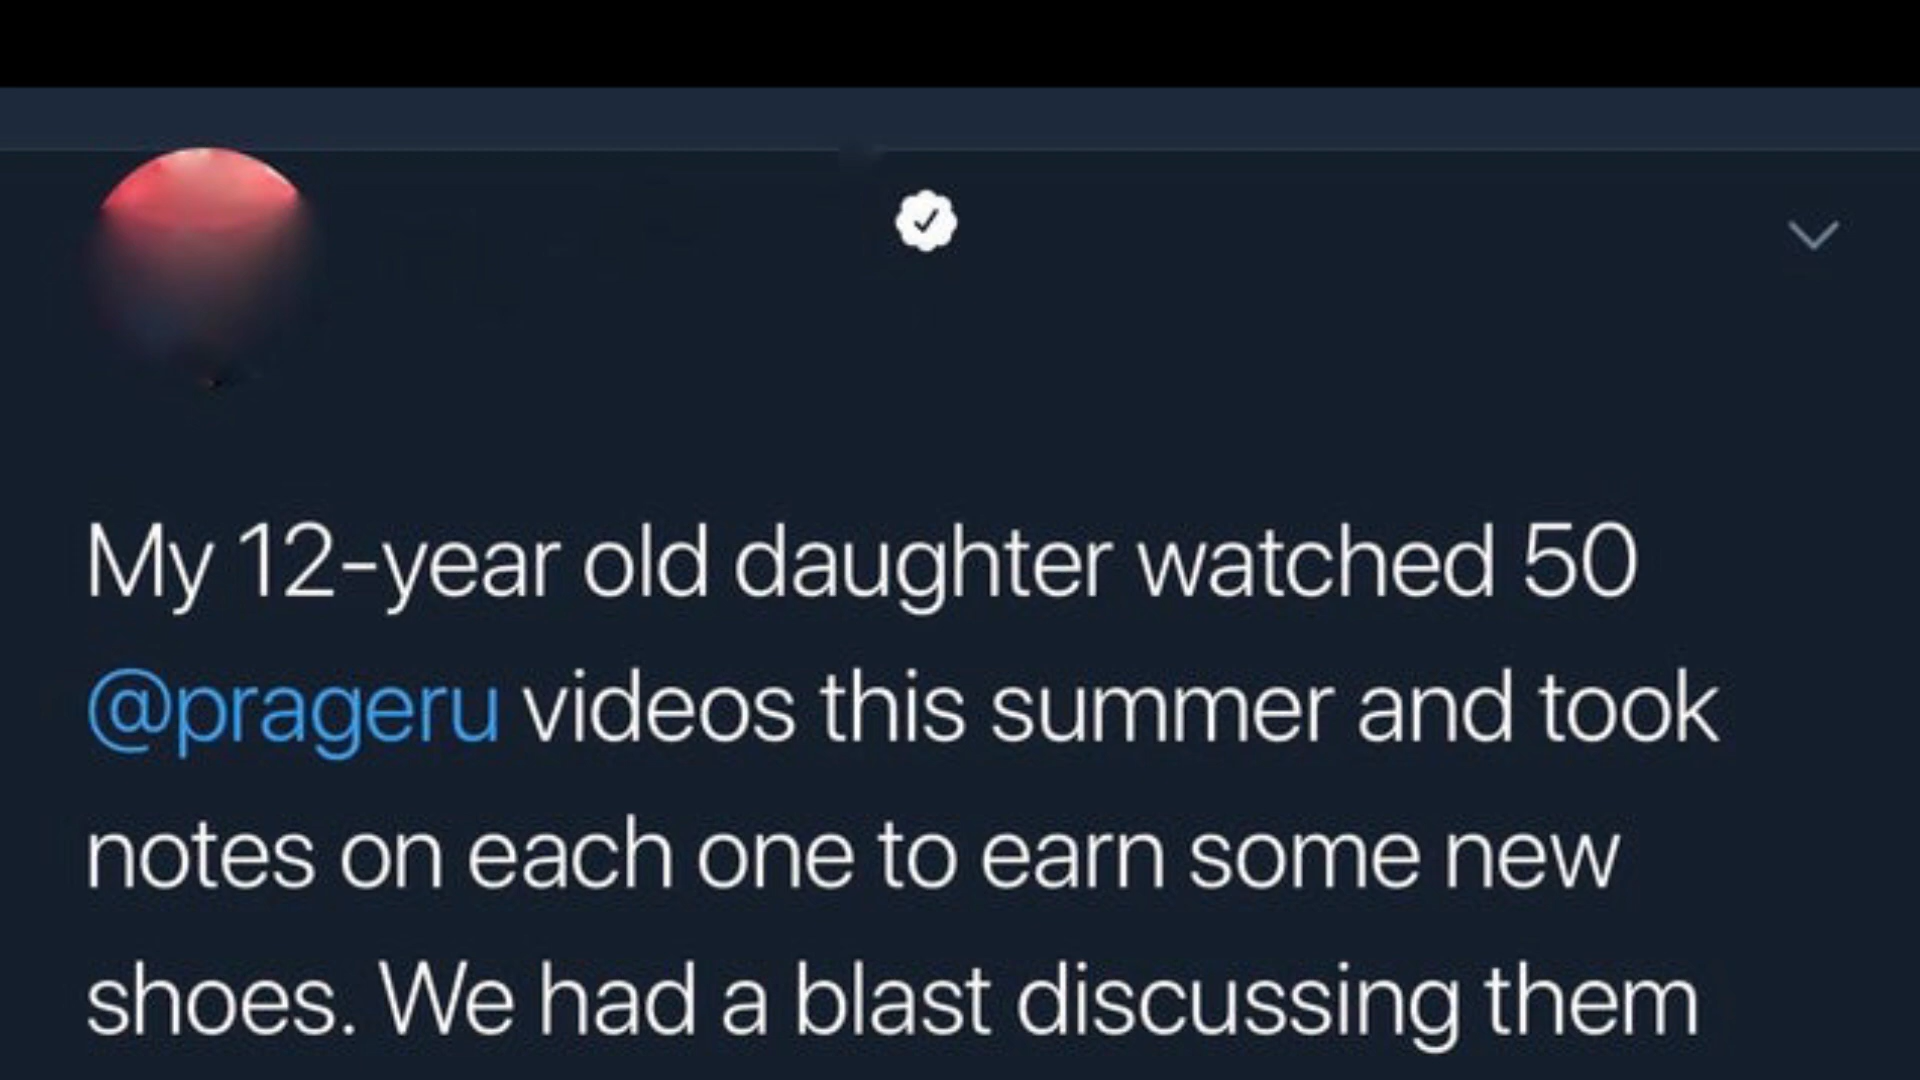 My 12-year old daughter watched 50
@prageru videos this summer and took
notes on each one to earn some new
shoes. We had a blast discussing them